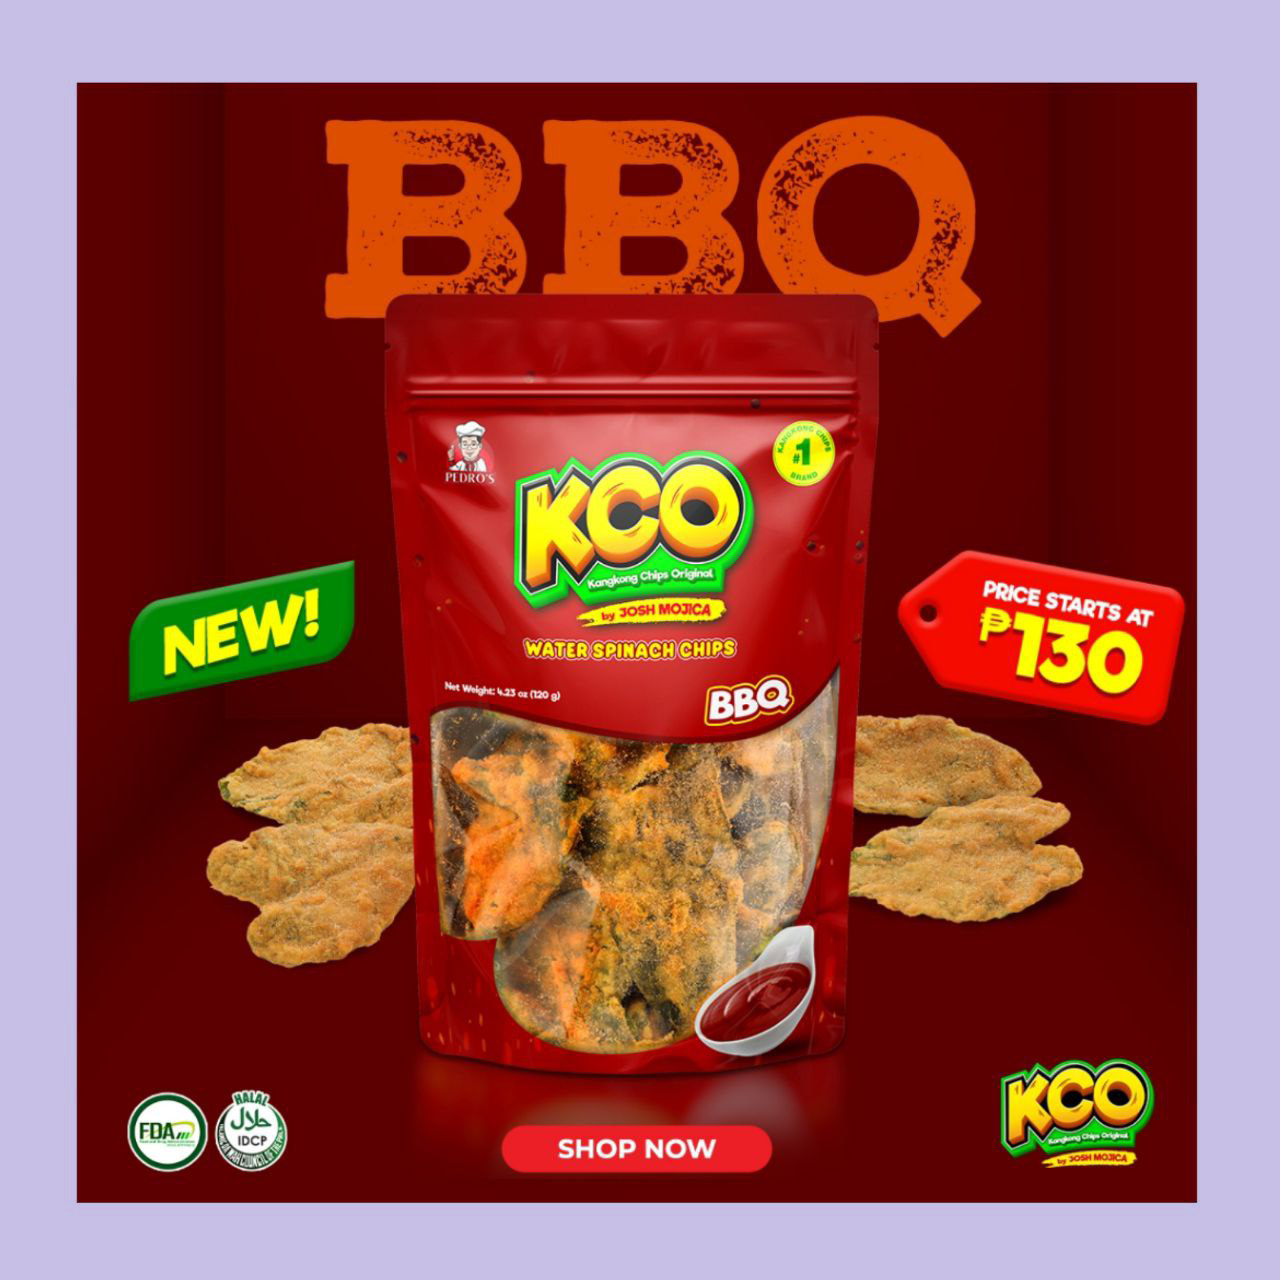 BBQ
PEDRO'S
KANGKONG CHIPS
#1
BRAND
KCO
Kangkong Chips Original
by JOSH MOJICA
WATER SPINACH CHIPS
Net Weight: 4.23 oz (120 g)
BBQ
NEW!
PRICE STARTS AT
₱130
FDA
HALAL
حلال
IDCP
SHOP NOW
KCO
Kangkong Chips Original
by JOSH MOJICA